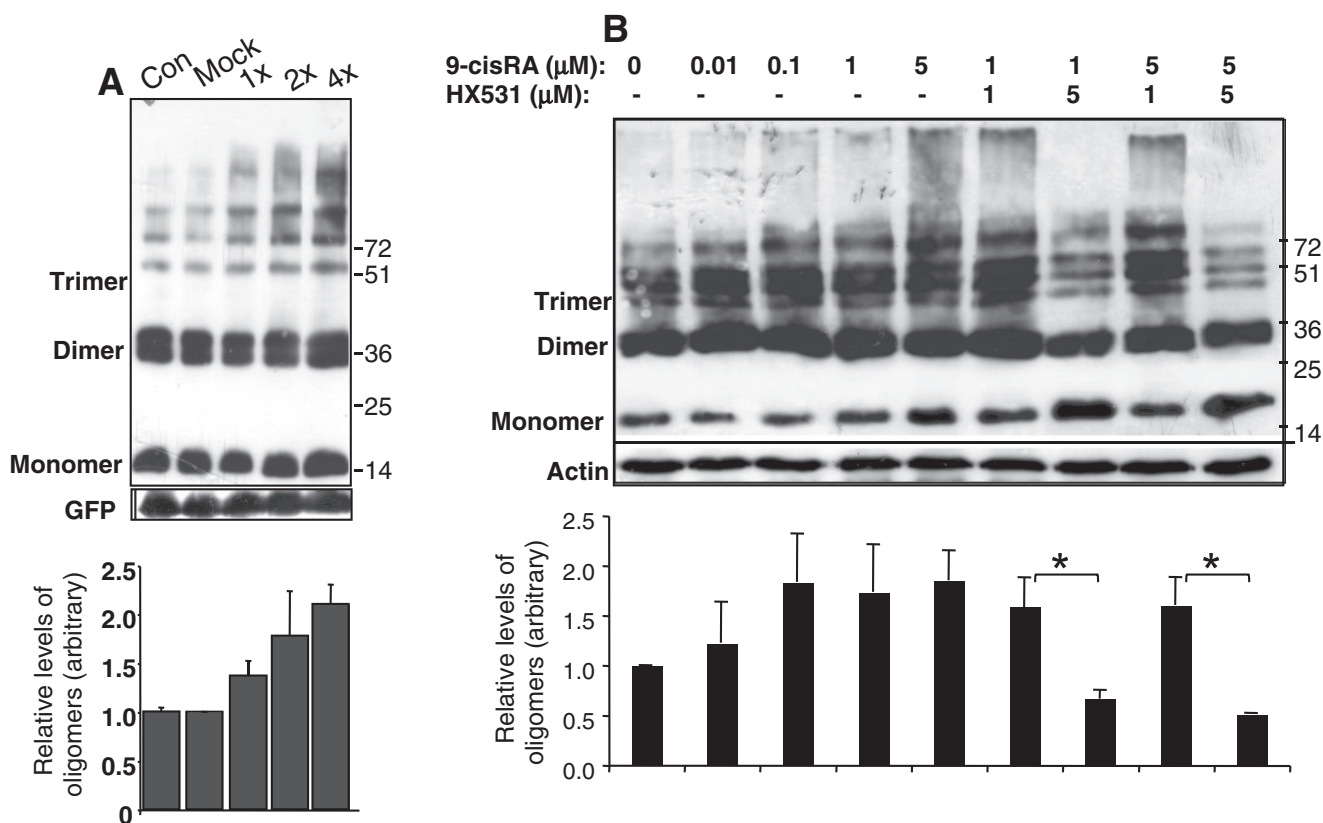 A
Con Mock 1x 2x 4x
72
51
Trimer
Dimer
36
25
Monomer
14
GFP
2.5
2.0
1.5
1.0
0.5
0
Relative levels of
oligomers (arbitrary)
B
9-cisRA (μM): 0 0.01 0.1 1 5 1 1 5 5
HX531 (μM): - - - - - 1 5 1 5
72
51
Trimer
36
Dimer
25
Monomer
14
Actin
2.5
2.0
1.5
1.0
0.5
0.0
Relative levels of
oligomers (arbitrary)
* *